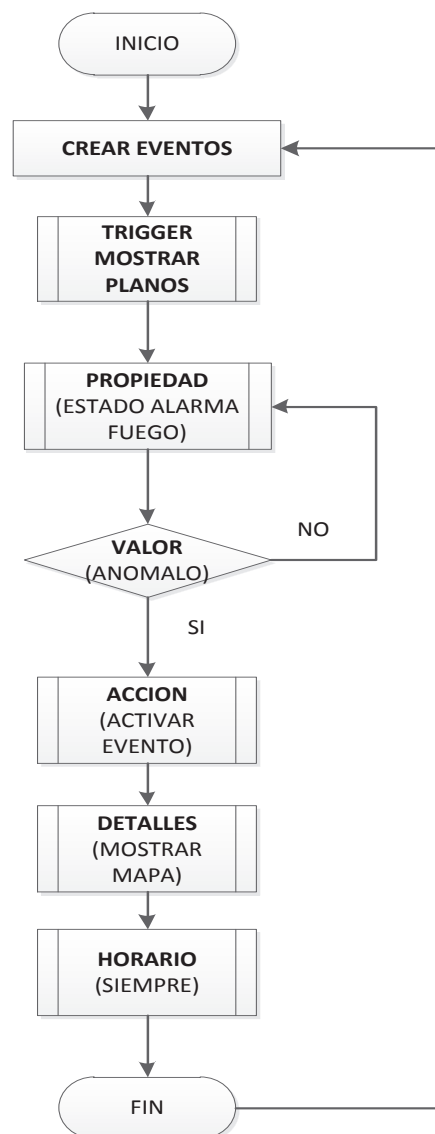 INICIO
CREAR EVENTOS
TRIGGER
MOSTRAR
PLANOS
PROPIEDAD
(ESTADO ALARMA
FUEGO)
VALOR
(ANOMALO)
NO
SI
ACCION
(ACTIVAR
EVENTO)
DETALLES
(MOSTRAR
MAPA)
HORARIO
(SIEMPRE)
FIN